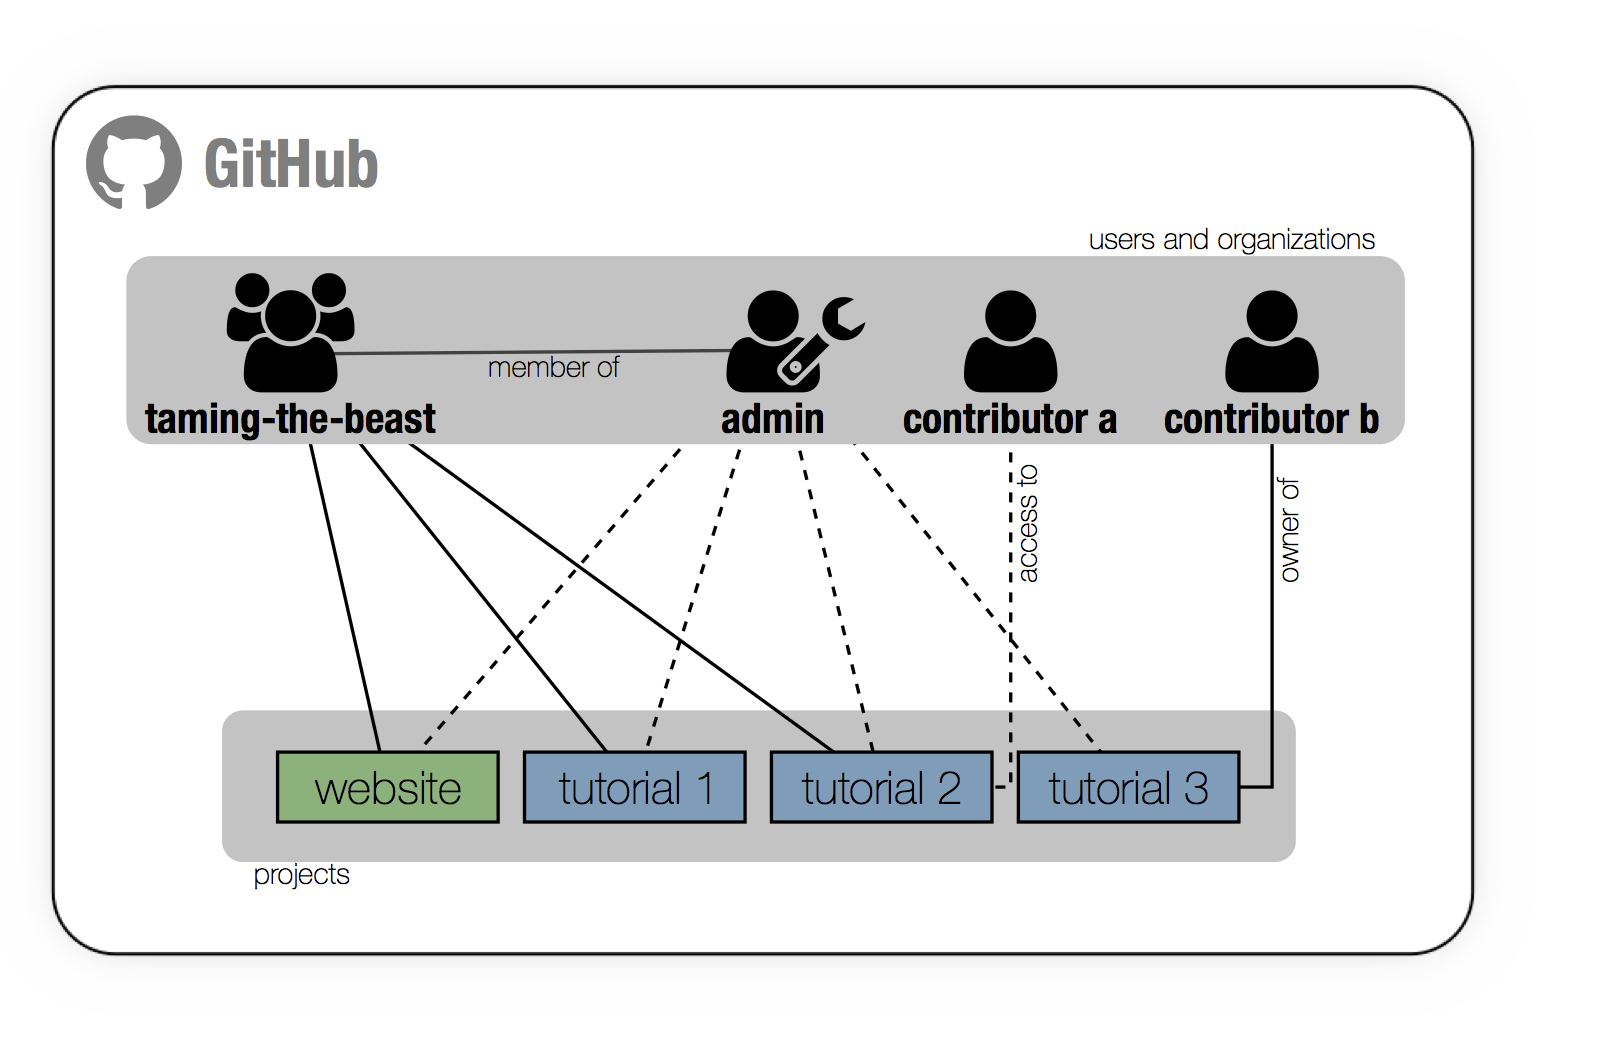 GitHub
users and organizations
member of
taming-the-beast
admin
contributor a
contributor b
access to
owner of
website
tutorial 1
tutorial 2
tutorial 3
projects